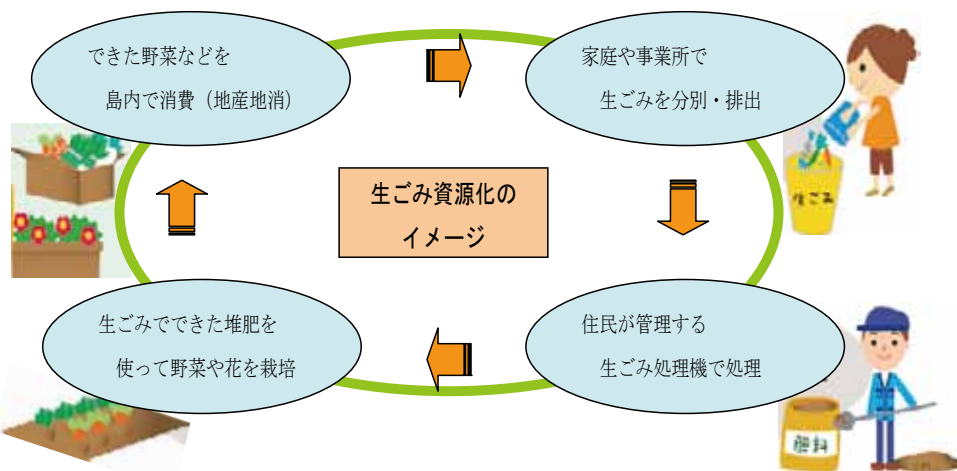 できた野菜などを
島内で消費（地産地消）
家庭や事業所で
生ごみを分別・排出
生ごみ
生ごみ資源化の
イメージ
生ごみでできた堆肥を
使って野菜や花を栽培
住民が管理する
生ごみ処理機で処理
肥料